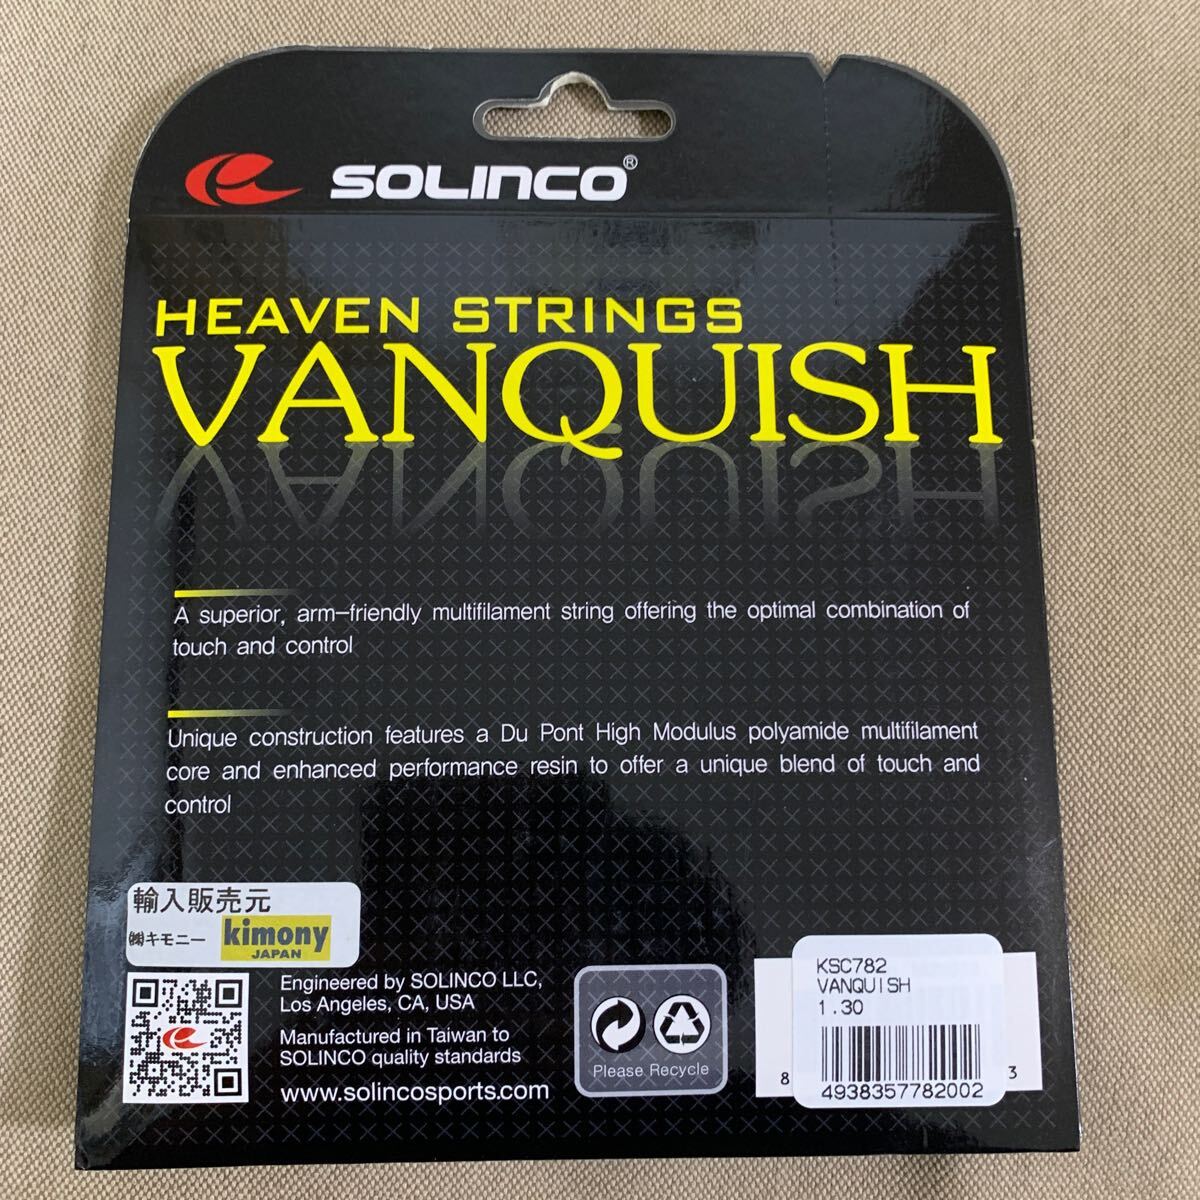 SOLINCO®
HEAVEN STRINGS
VANQUISH
A superior, arm-friendly multifilament string offering the optimal combination of
touch and control
Unique construction features a Du Pont High Modulus polyamide multifilament
core and enhanced performance resin to offer a unique blend of touch and
control
輸入販売元
㈱キモニー
kimony
JAPAN
Engineered by SOLINCO LLC,
Los Angeles, CA, USA
Manufactured in Taiwan to
SOLINCO quality standards
www.solincosports.com
Please Recycle
KSC782
VANQUISH
1.30
8
3
4938357782002